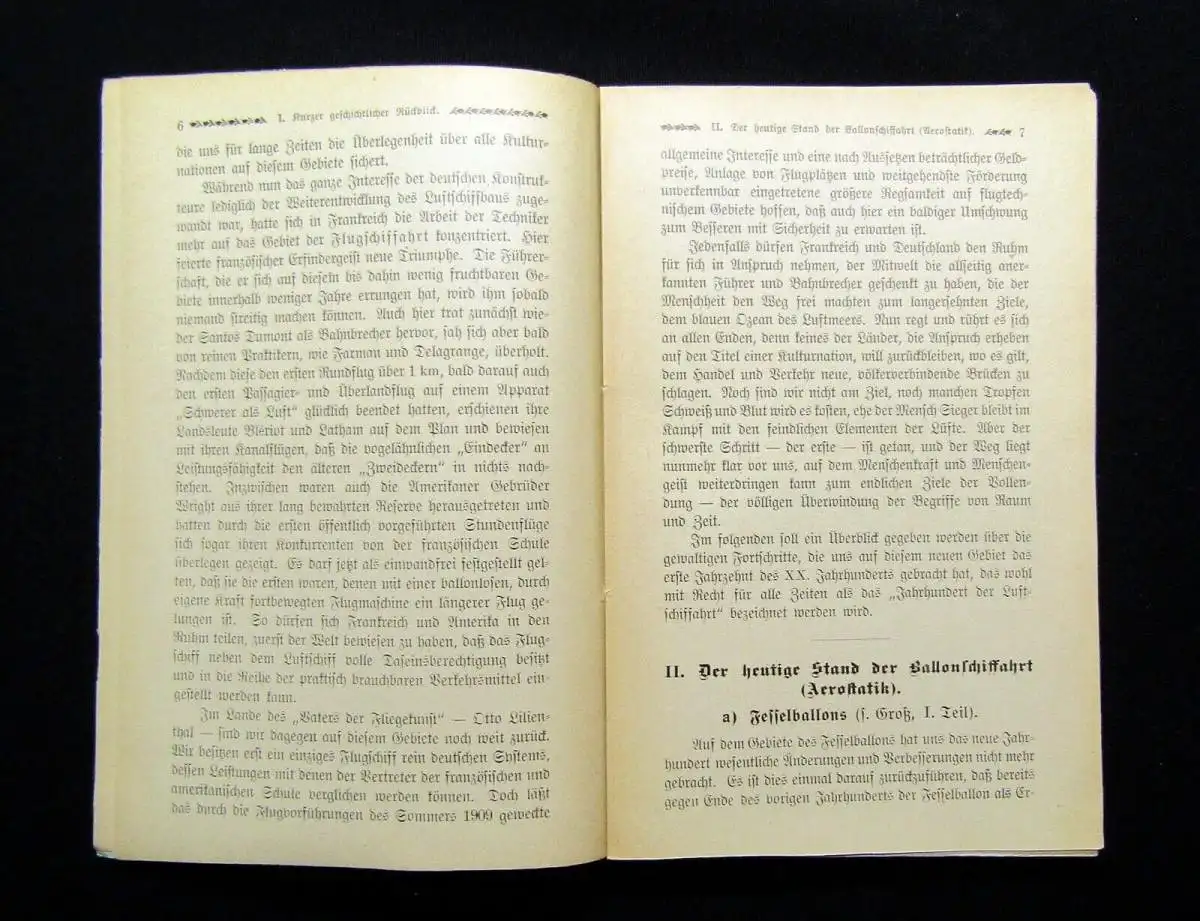 6 I. Kurzer geschichtlicher Rückblick.
die uns für lange Zeiten die Überlegenheit über alle Kultur-
nationen auf diesem Gebiete sichert.
Während nun das ganze Interesse der deutschen Konstruk-
teure lediglich der Weiterentwicklung des Luftschiffbaus zuge-
wandt war, hatte sich in Frankreich die Arbeit der Techniker
mehr auf das Gebiet der Flugschiffahrt konzentriert. Hier
feierte französischer Erfindergeist neue Triumphe. Die Führer-
schaft, die er sich auf diesem bis dahin wenig fruchtbaren Ge-
biete innerhalb weniger Jahre errungen hat, wird ihm sobald
niemand streitig machen können. Auch hier trat zunächst wie-
der Santos Dumont als Bahnbrecher hervor, sah sich aber bald
von reinen Praktikern, wie Farman und Delagrange, überholt.
Nachdem diese den ersten Rundflug über 1 km, bald darauf auch
den ersten Passagier- und Überlandflug auf einem Apparat
„Schwerer als Luft“ glücklich beendet hatten, erschienen ihre
Landsleute Blériot und Latham auf dem Plan und bewiesen
mit ihren Kanalflügen, daß die vogelähnlichen „Eindecker“ an
Leistungsfähigkeit den älteren „Zweideckern“ in nichts nach-
stehen. Inzwischen waren auch die Amerikaner Gebrüder
Wright aus ihrer lang bewahrten Reserve herausgetreten und
hatten durch die ersten öffentlich vorgeführten Stundenflüge
sich sogar ihren Konkurrenten von der französischen Schule
überlegen gezeigt. Es darf jetzt als einwandfrei festgestellt gel-
ten, daß sie die ersten waren, denen mit einer ballonlosen, durch
eigene Kraft fortbewegten Flugmaschine ein längerer Flug ge-
lungen ist. So dürfen sich Frankreich und Amerika in den
Ruhm teilen, zuerst der Welt bewiesen zu haben, daß das Flug-
schiff neben dem Luftschiff volle Daseinsberechtigung besitzt
und in die Reihe der praktisch brauchbaren Verkehrsmittel ein-
gestellt werden kann.
Im Lande des „Vaters der Fliegekunst“ — Otto Lilien-
thal — sind wir dagegen auf diesem Gebiete noch weit zurück.
Wir besitzen erst ein einziges Flugschiff rein deutschen Systems,
dessen Leistungen mit denen der Vertreter der französischen und
amerikanischen Schule verglichen werden können. Doch läßt
das durch die Flugvorführungen des Sommers 1909 geweckte
II. Der heutige Stand der Ballonschiffahrt (Aerostatik). 7
allgemeine Interesse und eine nach Aussetzen beträchtlicher Geld-
preise, Anlage von Flugplätzen und weitgehendste Förderung
unverkennbar eingetretene größere Regsamkeit auf flugtech-
nischem Gebiete hoffen, daß auch hier ein baldiger Umschwung
zum Besseren mit Sicherheit zu erwarten ist.
Jedenfalls dürfen Frankreich und Deutschland den Ruhm
für sich in Anspruch nehmen, der Mitwelt die allseitig aner-
kannten Führer und Bahnbrecher geschenkt zu haben, die der
Menschheit den Weg frei machten zum langersehnten Ziele,
dem blauen Ozean des Luftmeers. Nun regt und rührt es sich
an allen Enden, denn keines der Länder, die Anspruch erheben
auf den Titel einer Kulturnation, will zurückbleiben, wo es gilt,
dem Handel und Verkehr neue, völkerverbindende Brücken zu
schlagen. Noch sind wir nicht am Ziel, noch manchen Tropfen
Schweiß und Blut wird es kosten, ehe der Mensch Sieger bleibt im
Kampf mit den feindlichen Elementen der Lüfte. Aber der
schwerste Schritt — der erste — ist getan, und der Weg liegt
nunmehr klar vor uns, auf dem Menschenkraft und Menschen-
geist weiterdringen kann zum endlichen Ziele der Vollen-
dung — der völligen Überwindung der Begriffe von Raum
und Zeit.
Im folgenden soll ein Überblick gegeben werden über die
gewaltigen Fortschritte, die uns auf diesem neuen Gebiet das
erste Jahrzehnt des XX. Jahrhunderts gebracht hat, das wohl
mit Recht für alle Zeiten als das „Jahrhundert der Luft-
schiffahrt“ bezeichnet werden wird.
II. Der heutige Stand der Ballonschiffahrt
(Aerostatik).
a) Fesselballons (s. Groß, I. Teil).
Auf dem Gebiete des Fesselballons hat uns das neue Jahr-
hundert wesentliche Änderungen und Verbesserungen nicht mehr
gebracht. Es ist dies einmal darauf zurückzuführen, daß bereits
gegen Ende des vorigen Jahrhunderts der Fesselballon als Er-